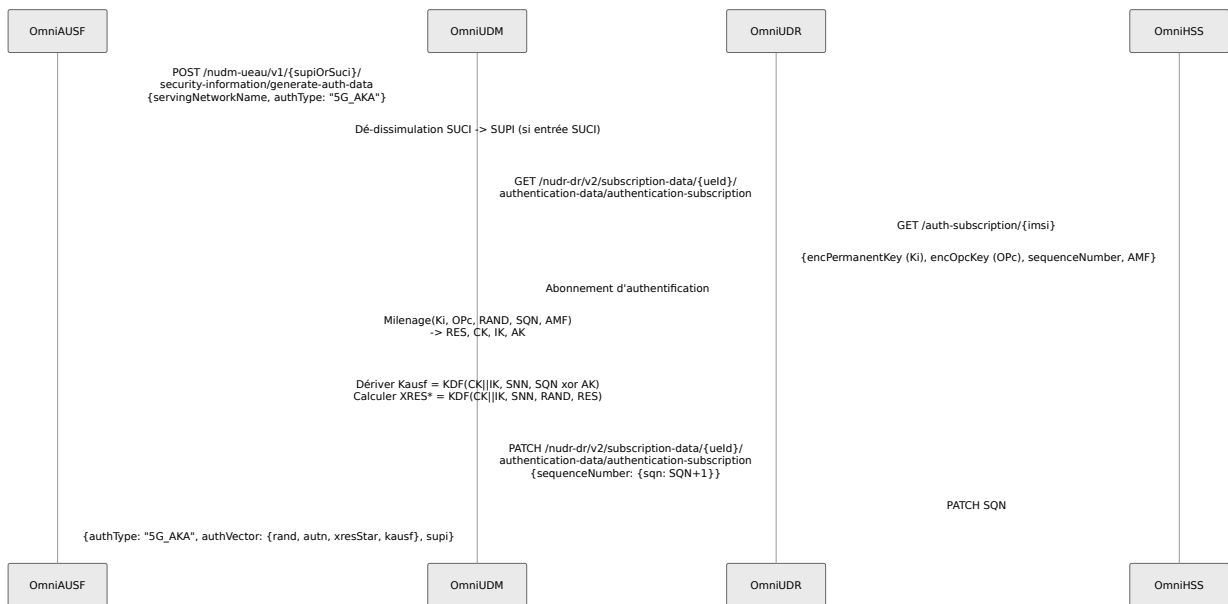 OmniAUSF
OmniUDM
OmniUDR
OmniHSS
POST /nudm-ueau/v1/{supiOrSuci}/
security-information/generate-auth-data
{servingNetworkName, authType: "5G_AKA"}
Dé-dissimulation SUCI -> SUPI (si entrée SUCI)
GET /nudr-dr/v2/subscription-data/{ueId}/
authentication-data/authentication-subscription
GET /auth-subscription/{imsi}
{encPermanentKey (Ki), encOpcKey (OPc), sequenceNumber, AMF}
Abonnement d'authentification
Milenage(Ki, OPc, RAND, SQN, AMF)
-> RES, CK, IK, AK
Dériver Kausf = KDF(CK||IK, SNN, SQN xor AK)
Calculer XRES* = KDF(CK||IK, SNN, RAND, RES)
PATCH /nudr-dr/v2/subscription-data/{ueId}/
authentication-data/authentication-subscription
{sequenceNumber: {sqn: SQN+1}}
PATCH SQN
{authType: "5G_AKA", authVector: {rand, autn, xresStar, kausf}, supi}
OmniAUSF
OmniUDM
OmniUDR
OmniHSS